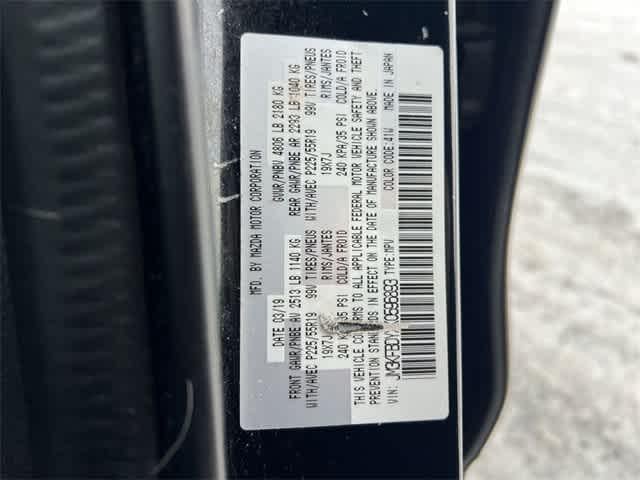 MFD. BY MAZDA MOTOR CORPORATION
DATE 03/19 GVWR/PNBV 4806 LB 2180 KG
FRONT GAWR/PNBE AV 2513 LB 1140 KG REAR GAWR/PNBE AR 2293 LB 1040 KG
WITH/AVEC P225/55R19 99V TIRES/PNEUS WITH/AVEC P225/55R19 99V TIRES/PNEUS
19X7J RIMS/JANTES 19X7J RIMS/JANTES
240 KPA/35 PSI COLD/A FROID 240 KPA/35 PSI COLD/A FROID
THIS VEHICLE CONFORMS TO ALL APPLICABLE FEDERAL MOTOR VEHICLE SAFETY AND THEFT
PREVENTION STANDARDS IN EFFECT ON THE DATE OF MANUFACTURE SHOWN ABOVE.
VIN: TYPE:MPV COLOR CODE:41W MADE IN JAPAN